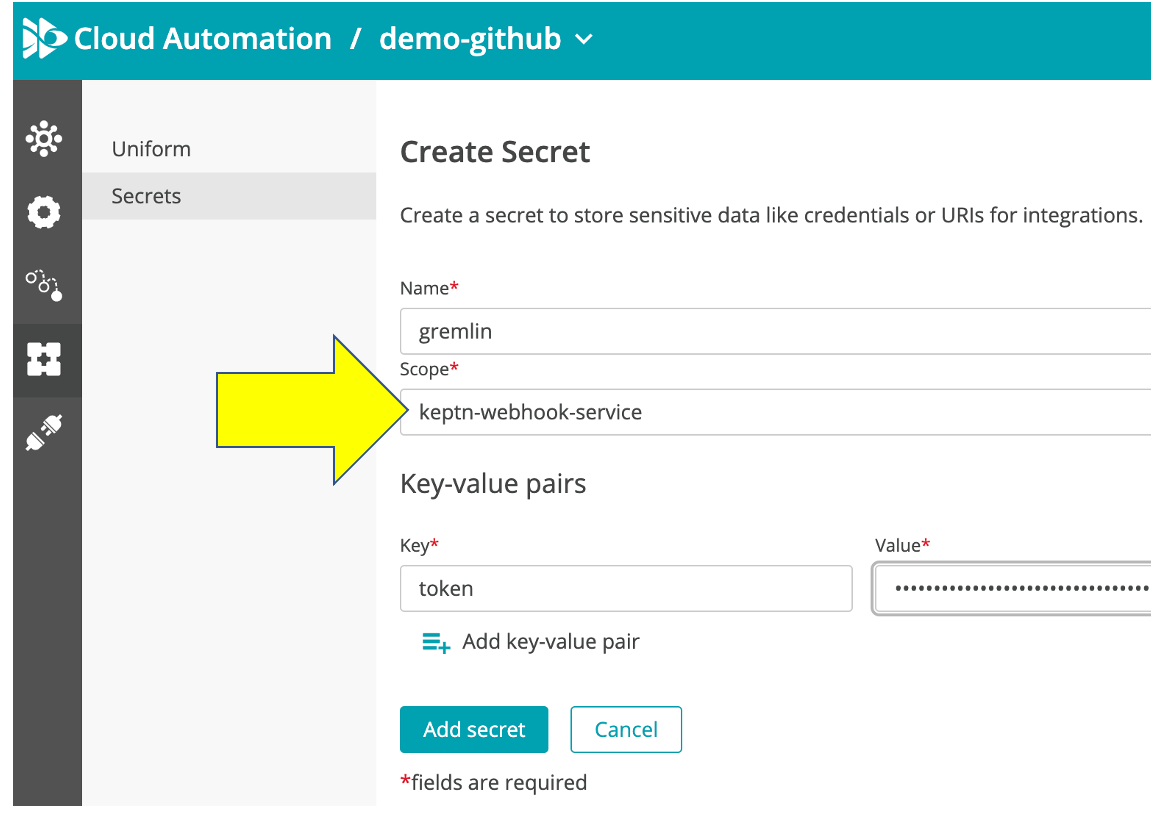 Cloud Automation / demo-github
Uniform
Secrets
Create Secret
Create a secret to store sensitive data like credentials or URIs for integrations.
Name*
gremlin
Scope*
keptn-webhook-service
Key-value pairs
Key*
Value*
token
••••••••••••••••••••••••••••••••
Add key-value pair
Add secret
Cancel
*fields are required